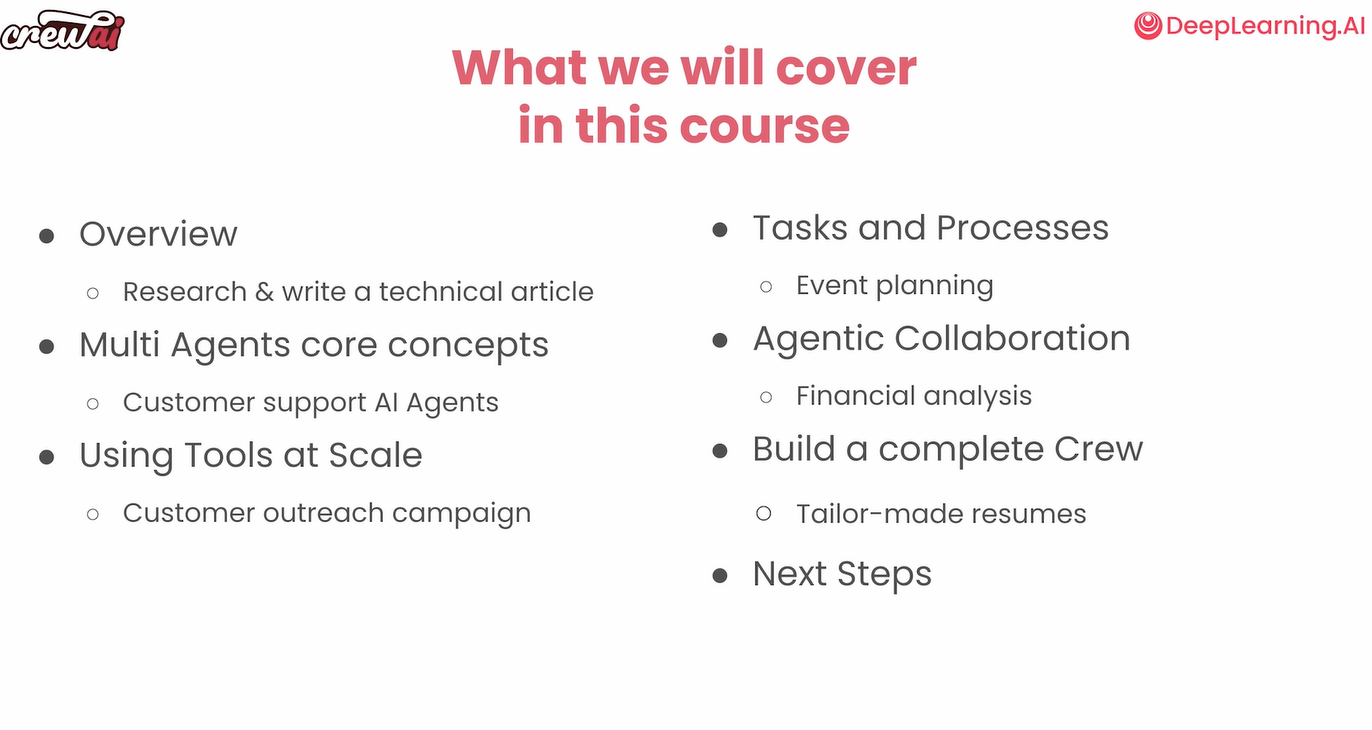 crewai
DeepLearning.AI
What we will cover
in this course
● Overview
○ Research & write a technical article
● Multi Agents core concepts
○ Customer support AI Agents
● Using Tools at Scale
○ Customer outreach campaign
● Tasks and Processes
○ Event planning
● Agentic Collaboration
○ Financial analysis
● Build a complete Crew
○ Tailor-made resumes
● Next Steps